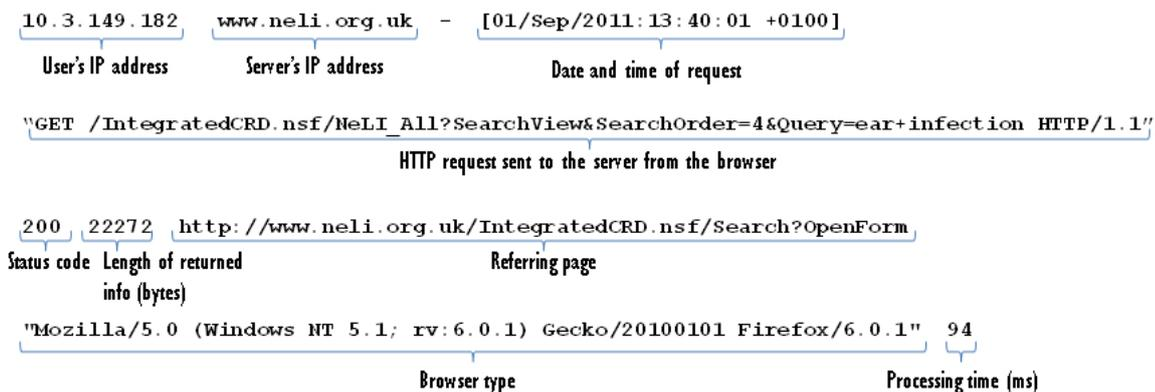 10.3.149.182 www.neli.org.uk - [01/Sep/2011:13:40:01 +0100]
User's IP address Server's IP address Date and time of request
"GET /IntegratedCRD.nsf/NeLI_All?SearchView&SearchOrder=4&Query=ear+infection HTTP/1.1"
HTTP request sent to the server from the browser
200 22272 http://www.neli.org.uk/IntegratedCRD.nsf/Search?OpenForm
Status code Length of returned Referring page
info (bytes)
"Mozilla/5.0 (Windows NT 5.1; rv:6.0.1) Gecko/20100101 Firefox/6.0.1" 94
Browser type Processing time (ms)